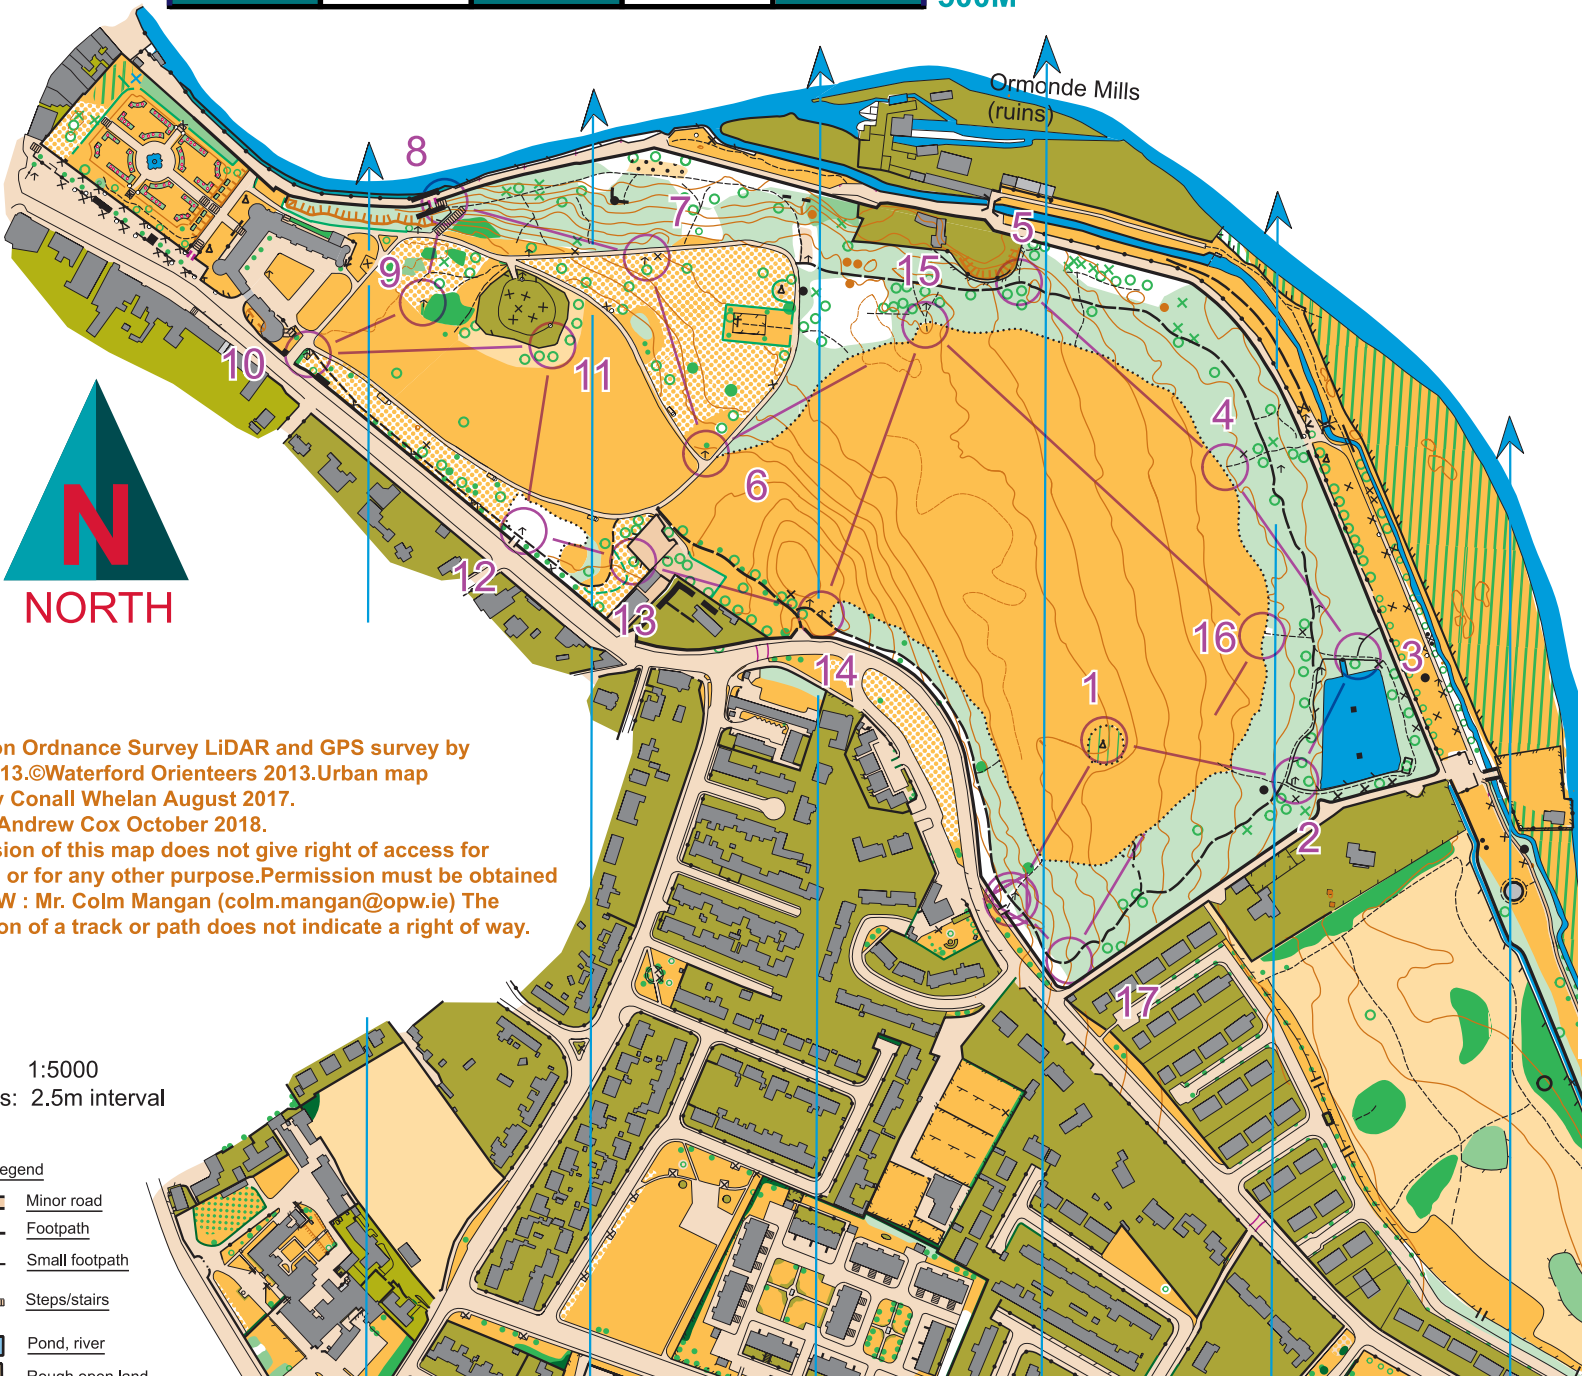 500M
Ormonde Mills
(ruins)
8
7
5
15
9
10
11
4
6
N
NORTH
12
13
14
16
3
1
2
17
on Ordnance Survey LiDAR and GPS survey by
13.©Waterford Orienteers 2013.Urban map
y Conall Whelan August 2017.
Andrew Cox October 2018.
sion of this map does not give right of access for
or for any other purpose.Permission must be obtained
W : Mr. Colm Mangan (colm.mangan@opw.ie) The
on of a track or path does not indicate a right of way.
1:5000
s: 2.5m interval
egend
Minor road
Footpath
Small footpath
Steps/stairs
Pond, river
Rough open land